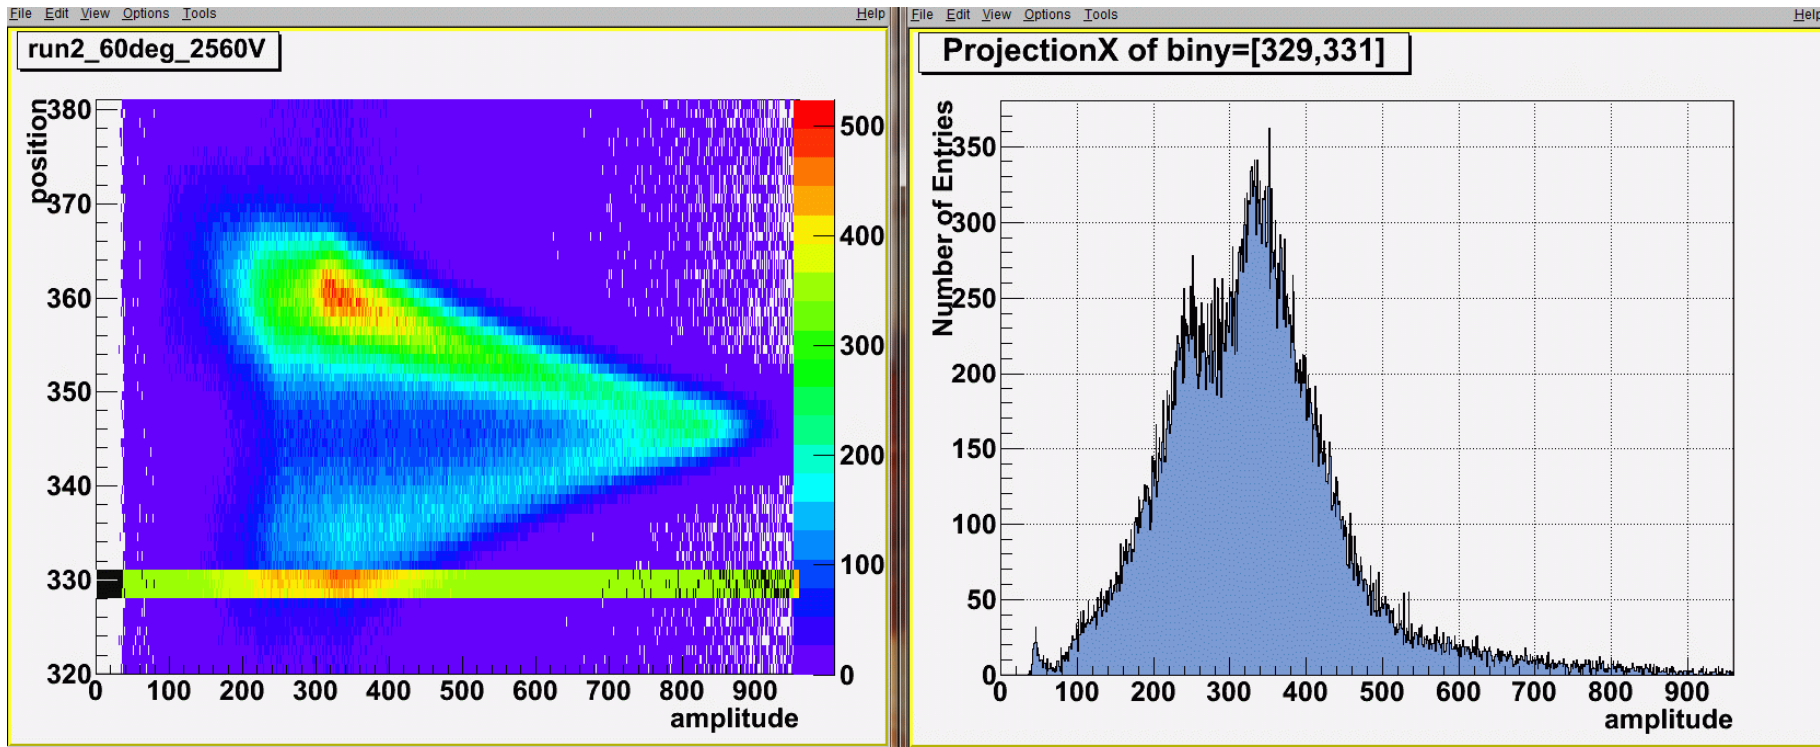 File Edit View Options Tools Help
run2_60deg_2560V
position
380
370
360
350
340
330
320
0 100 200 300 400 500 600 700 800 900
amplitude
500
400
300
200
100
0
File Edit View Options Tools Help
ProjectionX of biny=[329,331]
Number of Entries
350
300
250
200
150
100
50
0
0 100 200 300 400 500 600 700 800 900
amplitude